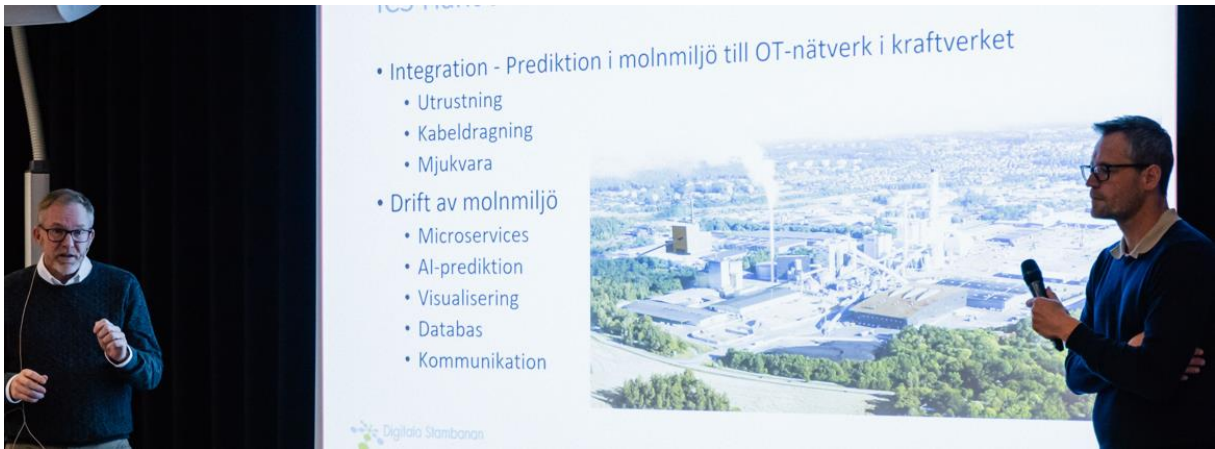 • Integration - Prediktion i molnmiljö till OT-nätverk i kraftverket
• Utrustning
• Kabeldragning
• Mjukvara
• Drift av molnmiljö
• Microservices
• AI-prediktion
• Visualisering
• Databas
• Kommunikation
Digitala Stambanan